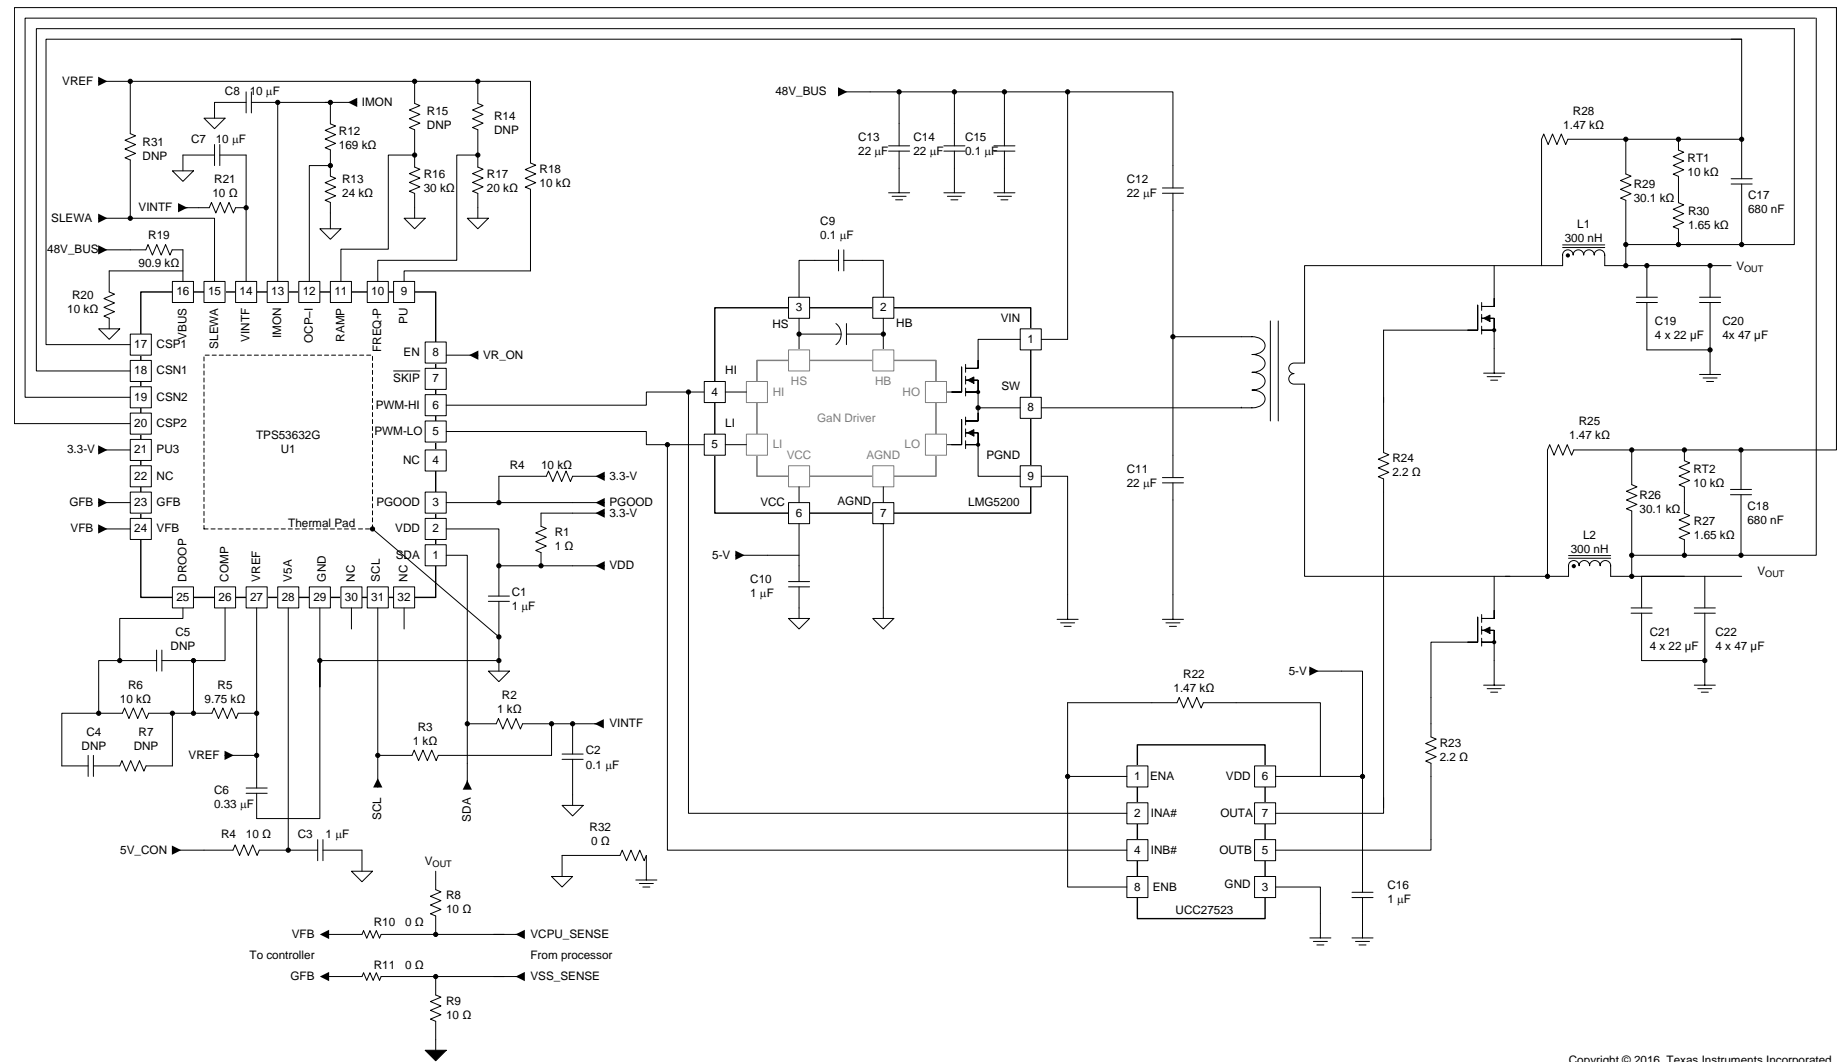 VREF
C8 10 µF
IMON
R31
DNP
C7 10 µF
R12
169 kΩ
R15
DNP
R14
DNP
R21
10 Ω
R13
24 kΩ
R16
30 kΩ
R17
20 kΩ
R18
10 kΩ
VINTF
SLEWA
48V_BUS
R19
90.9 kΩ
R20
10 kΩ
16
15
14
13
12
11
10
9
VBUS
SLEWA
VINTF
IMON
OCP–I
RAMP
FREQ-P
PU
17 CSP1
18 CSN1
19 CSN2
20 CSP2
3.3-V 21 PU3
22 NC
GFB 23 GFB
VFB 24 VFB
TPS53632G
U1
Thermal Pad
EN 8 VR_ON
SKIP 7
PWM-HI 6
PWM-LO 5
NC 4
PGOOD 3
VDD 2
SDA 1
R4 10 kΩ 3.3-V
PGOOD
3.3-V
R1
1 Ω
VDD
C1
1 µF
DROOP
COMP
VREF
V5A
GND
NC
SCL
NC
25
26
27
28
29
30
31
32
C5
DNP
R6
10 kΩ
R5
9.75 kΩ
C4
DNP
R7
DNP
VREF
C6
0.33 µF
R2
1 kΩ
VINTF
R3
1 kΩ
C2
0.1 µF
SCL
SDA
5V_CON
R4 10 Ω
C3 1 µF
R32
0 Ω
VOUT
R8
10 Ω
VFB
R10 0 Ω
VCPU_SENSE
To controller
From processor
GFB
R11 0 Ω
VSS_SENSE
R9
10 Ω
48V_BUS
C13
22 µF
C14
22 µF
C15
0.1 µF
C12
22 µF
C9
0.1 µF
3
2
HS
HB
VIN
1
HI
4
HS
HB
HI
HO
SW
8
GaN Driver
LI
5
LI
LO
PGND
9
VCC
AGND
VCC
AGND
LMG5200
6
7
5-V
C10
1 µF
C11
22 µF
R28
1.47 kΩ
R29
30.1 kΩ
RT1
10 kΩ
R30
1.65 kΩ
C17
680 nF
L1
300 nH
VOUT
C19
4 x 22 µF
C20
4x 47 µF
R24
2.2 Ω
R25
1.47 kΩ
R26
30.1 kΩ
RT2
10 kΩ
R27
1.65 kΩ
C18
680 nF
L2
300 nH
VOUT
C21
4 x 22 µF
C22
4 x 47 µF
R23
2.2 Ω
5-V
R22
1.47 kΩ
1 ENA
VDD 6
2 INA#
OUTA 7
4 INB#
OUTB 5
8 ENB
GND 3
UCC27523
C16
1 µF
Copyright © 2016, Texas Instruments Incorporated